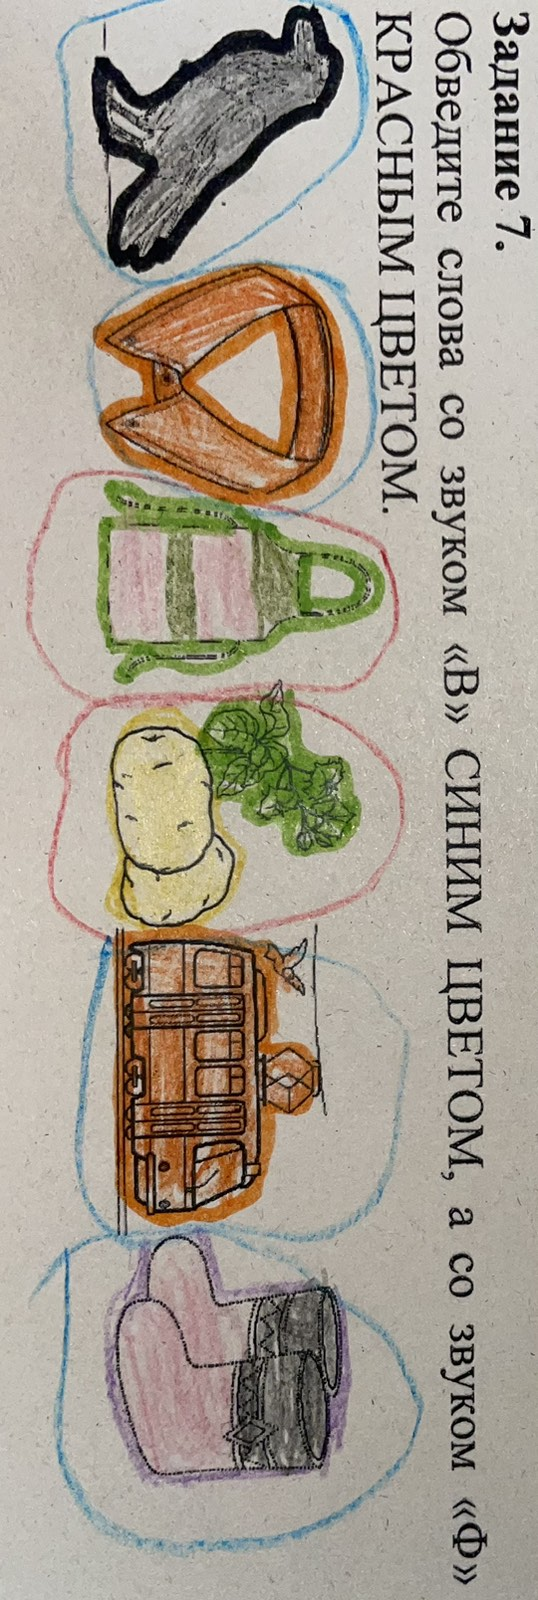 Задание 7.
Обведите слова со звуком «В» СИНИМ ЦВЕТОМ, а со звуком «Ф»
КРАСНЫМ ЦВЕТОМ.